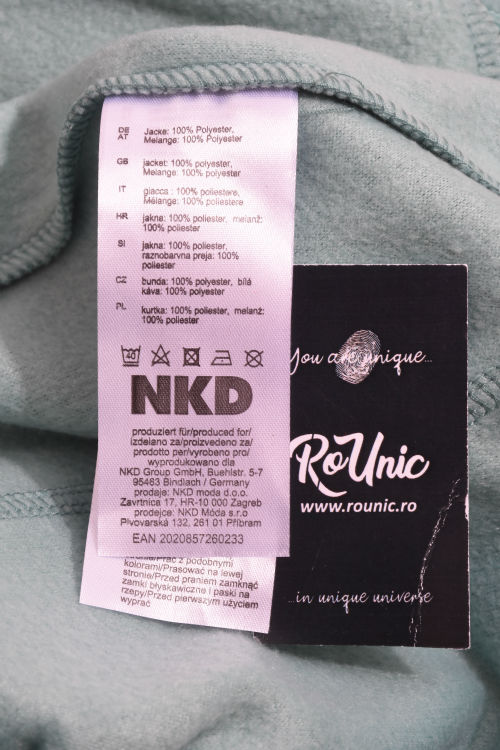 DE
AT
Jacke: 100% Polyester,
Melange: 100% Polyester
GB
jacket: 100% Polyester,
Melange: 100% Polyester
IT
giacca : 100% poliestere,
Mélange: 100% poliestere
HR
jakna: 100% poliester, melanž:
100% poliester
SI
jakna: 100% poliester,
raznobarvna preja: 100%
poliester
CZ
bunda: 100% polyester, bílá
káva: 100% polyester
PL
kurtka: 100% poliester, melanż:
100% poliester
40
NKD
produziert für/produced for/
izdelano za/proizvedeno za/
prodotto per/vyrobeno pro/
wyprodukowano dla
NKD Group GmbH, Buehlstr. 5-7
95463 Bindlach / Germany
prodaje: NKD moda d.o.o.
Zavrtnica 17, HR-10 000 Zagreb
prodejce: NKD Móda s.r.o
Plvovarská 132, 261 01 Příbram
EAN 2020857260233
stronie/Prać z podobnymi
kolorami/Prasować na lewej
stronie/Przed praniem zamknąć
zamki błyskawiczne i paski na
rzepy/Przed pierwszym użyciem
wyprać
You are unique...
RoUnic
www.rounic.ro
...in unique universe